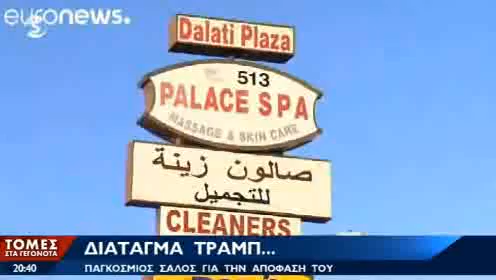 euronews.
Dalati Plaza
513
PALACE SPA
MASSAGE & SKIN CARE
صالون زينة
للتجميل
CLEANERS
ΤΟΜΕΣ
ΣΤΑ ΓΕΓΟΝΟΤΑ
20:40
ΔΙΑΤΑΓΜΑ ΤΡΑΜΠ...
ΠΑΓΚΟΣΜΙΟΣ ΣΑΛΟΣ ΓΙΑ ΤΗΝ ΑΠΟΦΑΣΗ ΤΟΥ